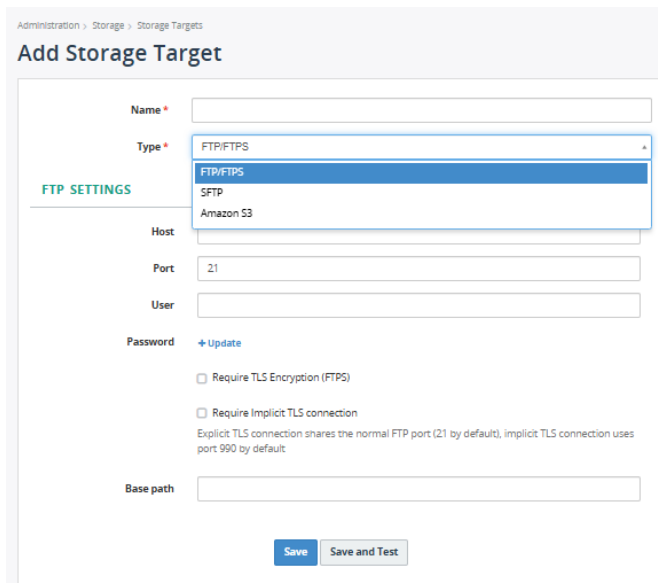 Administration > Storage > Storage Targets
Add Storage Target
Name *
Type * FTP/FTPS
FTP/FTPS
SFTP
Amazon S3
FTP SETTINGS
Host
Port 21
User
Password + Update
Require TLS Encryption (FTPS)
Require Implicit TLS connection
Explicit TLS connection shares the normal FTP port (21 by default), implicit TLS connection uses
port 990 by default
Base path
Save Save and Test